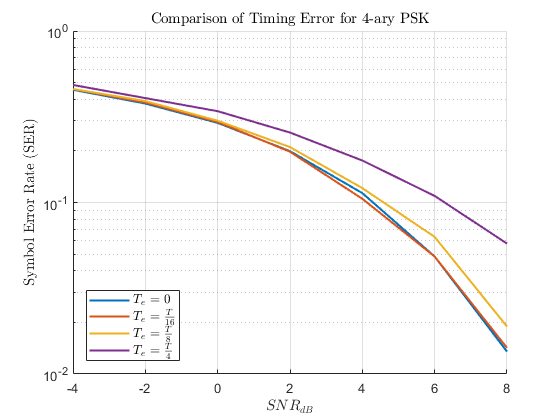 Comparison of Timing Error for 4-ary PSK
Symbol Error Rate (SER)
10^0
10^-1
10^-2
-4 -2 0 2 4 6 8
SNR_dB
T_e = 0
T_e = T/16
T_e = T/8
T_e = T/4